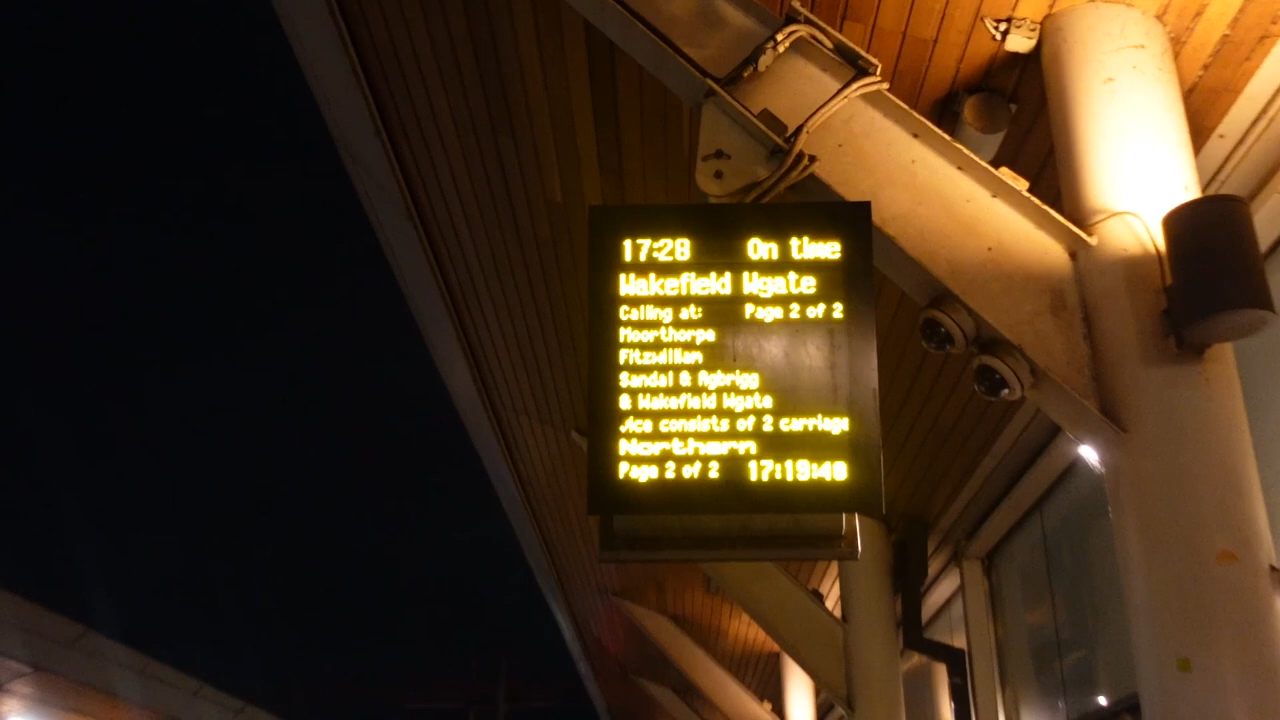 17:28 On time
Wakefield Wgate
Calling at: Page 2 of 2
Moorthorpe
Fitzwilliam
Sandal & Agbrigg
& Wakefield Wgate
vice consists of 2 carriage
Northern
Page 2 of 2 17:19:48